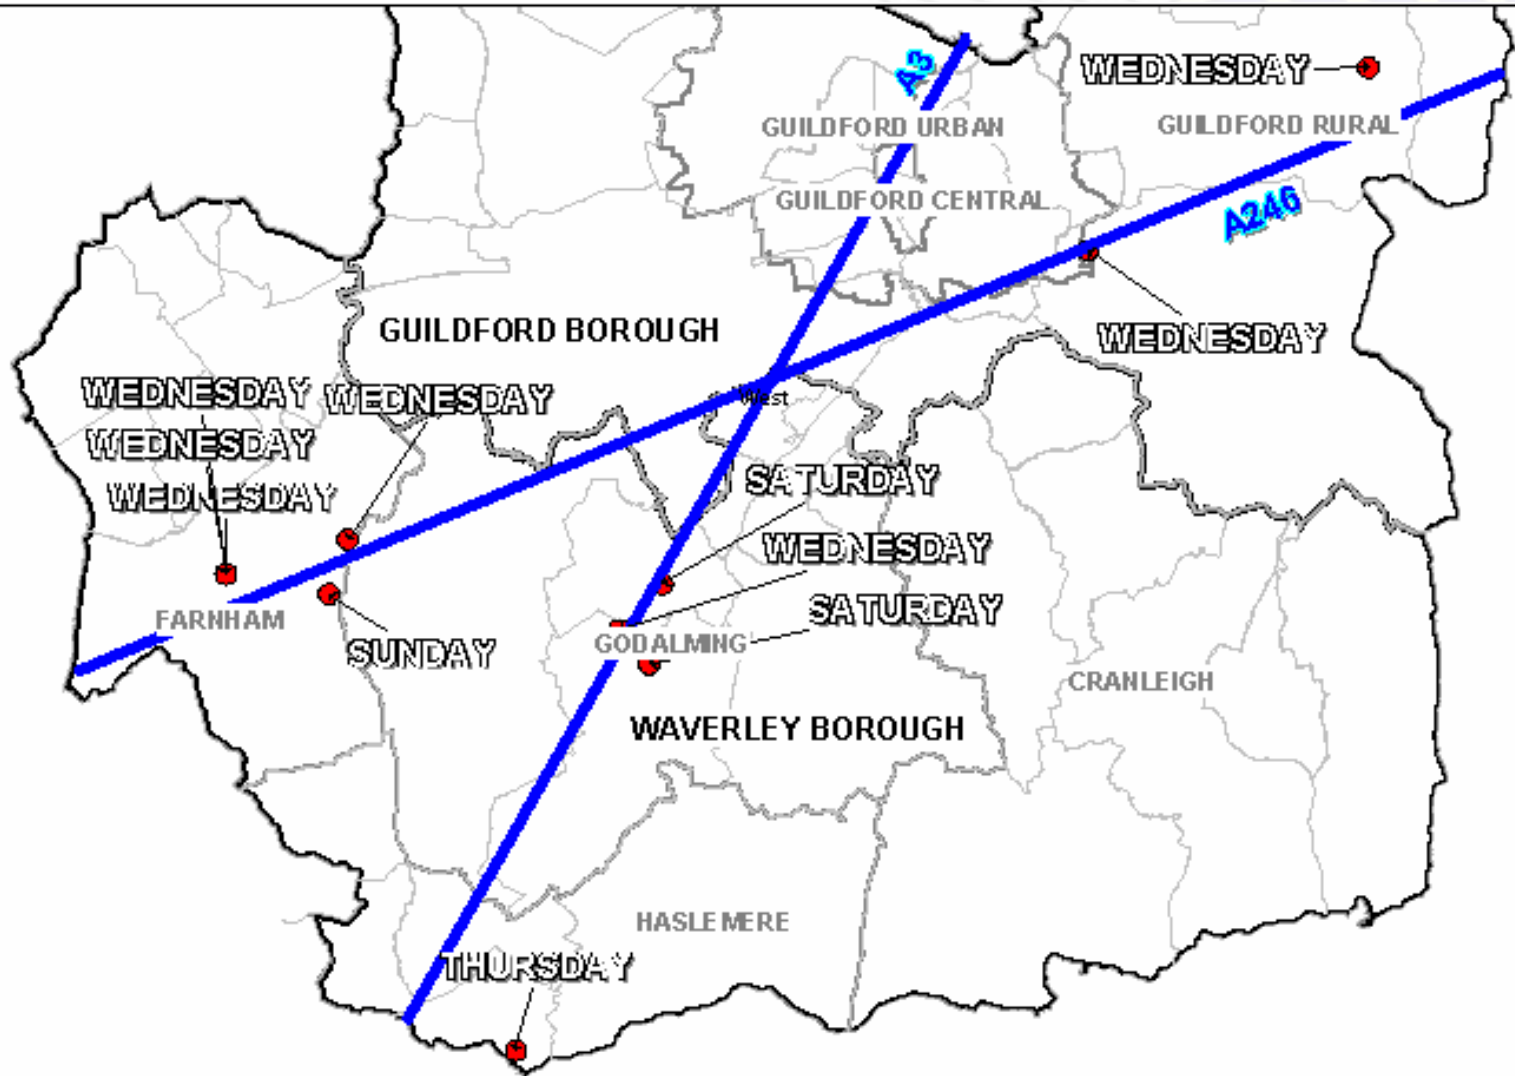 A3
WEDNESDAY
GUILDFORD URBAN
GUILDFORD RURAL
GUILDFORD CENTRAL
A246
GUILDFORD BOROUGH
WEDNESDAY
WEDNESDAY
WEDNESDAY
West
WEDNESDAY
WEDNESDAY
SATURDAY
WEDNESDAY
SATURDAY
FARNHAM
GODALMING
SUNDAY
CRANLEIGH
WAVERLEY BOROUGH
HASLEMERE
THURSDAY